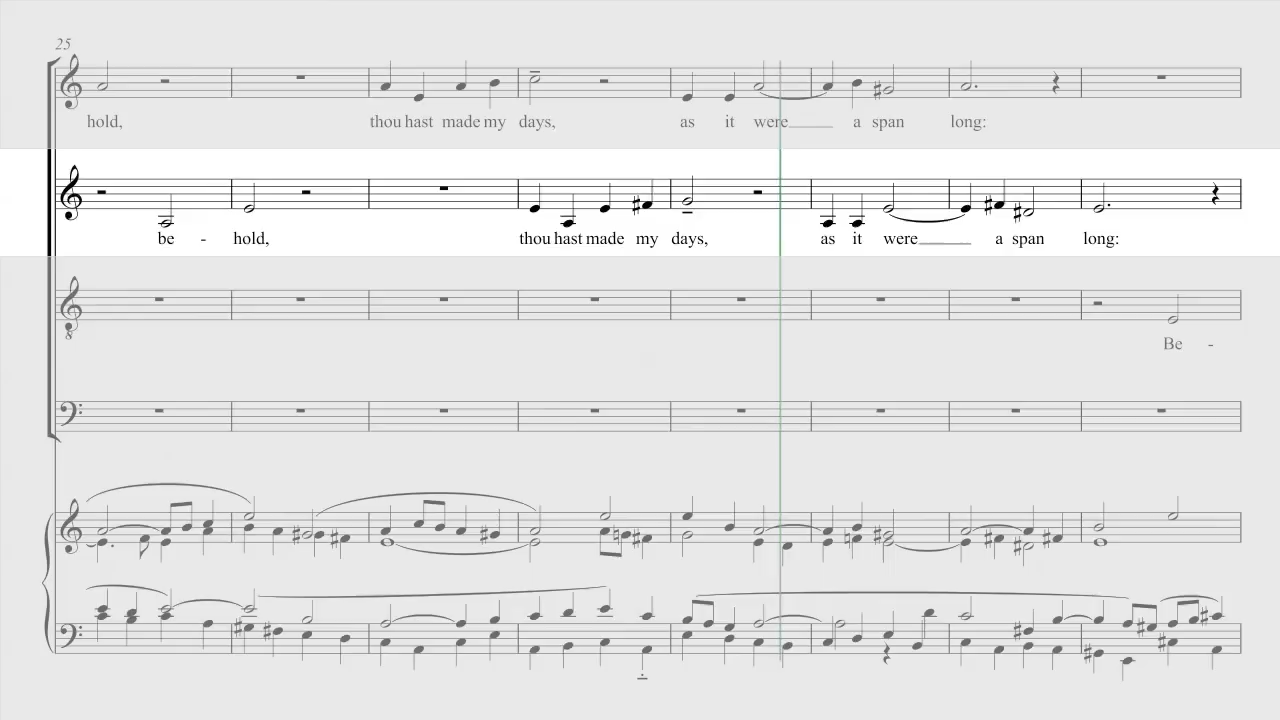 25
hold, thou hast made my days, as it were a span long:
be - hold, thou hast made my days, as it were a span long:
8
Be -